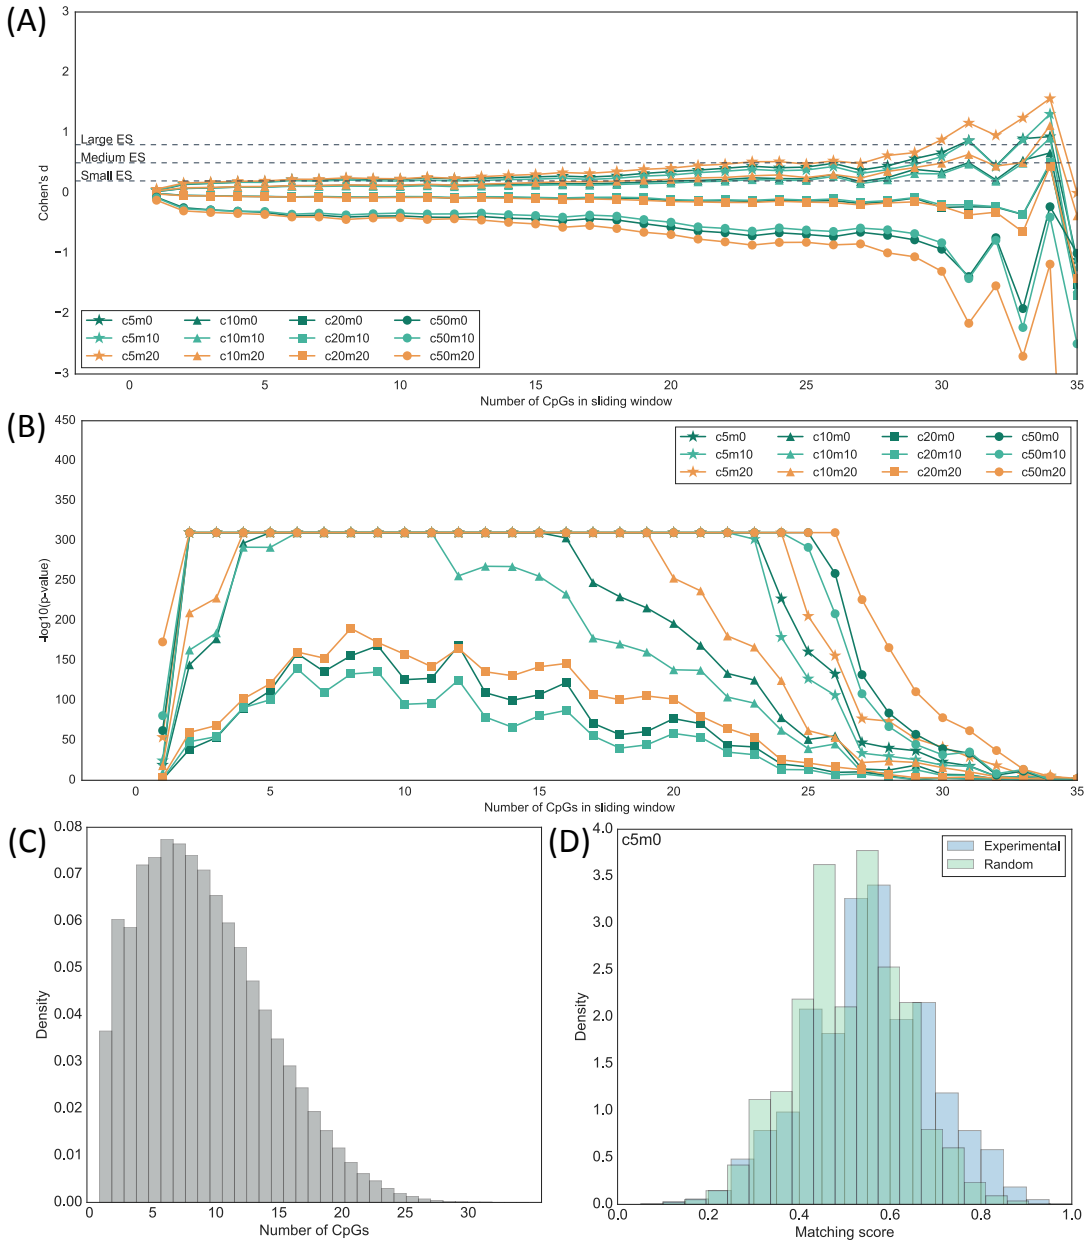 (A)
3
2
1
0
−1
−2
−3
Cohen's d
Large ES
Medium ES
Small ES
c5m0 c10m0 c20m0 c50m0
c5m10 c10m10 c20m10 c50m10
c5m20 c10m20 c20m20 c50m20
0 5 10 15 20 25 30 35
Number of CpGs in sliding window
(B)
450
400
350
300
250
200
150
100
50
0
-log10(p-value)
c5m0 c10m0 c20m0 c50m0
c5m10 c10m10 c20m10 c50m10
c5m20 c10m20 c20m20 c50m20
0 5 10 15 20 25 30 35
Number of CpGs in sliding window
(C)
0.08
0.07
0.06
0.05
0.04
0.03
0.02
0.01
0.00
Density
0 5 10 15 20 25 30
Number of CpGs
(D)
c5m0
4.0
3.5
3.0
2.5
2.0
1.5
1.0
0.5
0.0
Density
Experimental
Random
0.0 0.2 0.4 0.6 0.8 1.0
Matching score